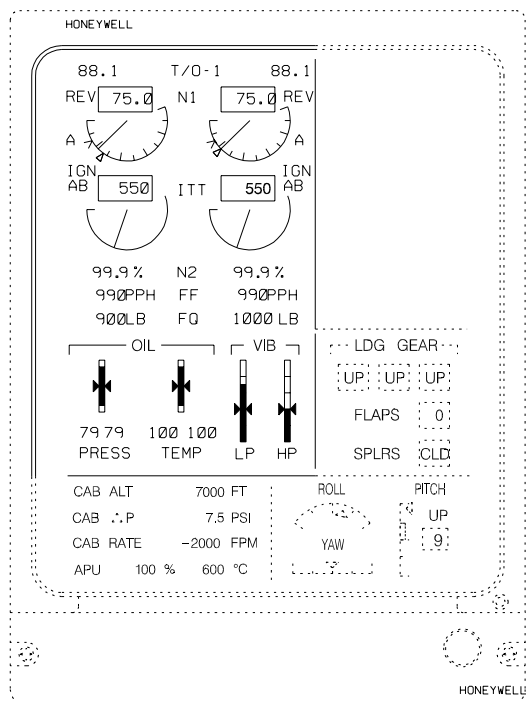 HONEYWELL
88.1 T/O-1 88.1
REV 75.0 N1 75.0 REV
A A
IGN IGN
AB 550 ITT 550 AB
99.9% N2 99.9%
990PPH FF 990PPH
900LB FQ 1000 LB
OIL VIB LDG GEAR
UP UP UP
FLAPS 0
79 79 100 100
PRESS TEMP LP HP SPLRS CLD
CAB ALT 7000 FT ROLL PITCH
CAB ∴P 7.5 PSI UP
CAB RATE -2000 FPM YAW 9
APU 100 % 600 °C
HONEYWELL